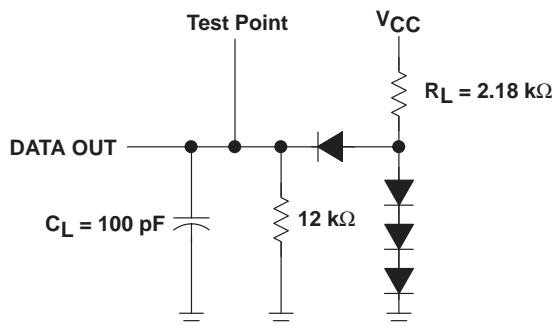 Test Point
VCC
RL = 2.18 kΩ
DATA OUT
CL = 100 pF
12 kΩ